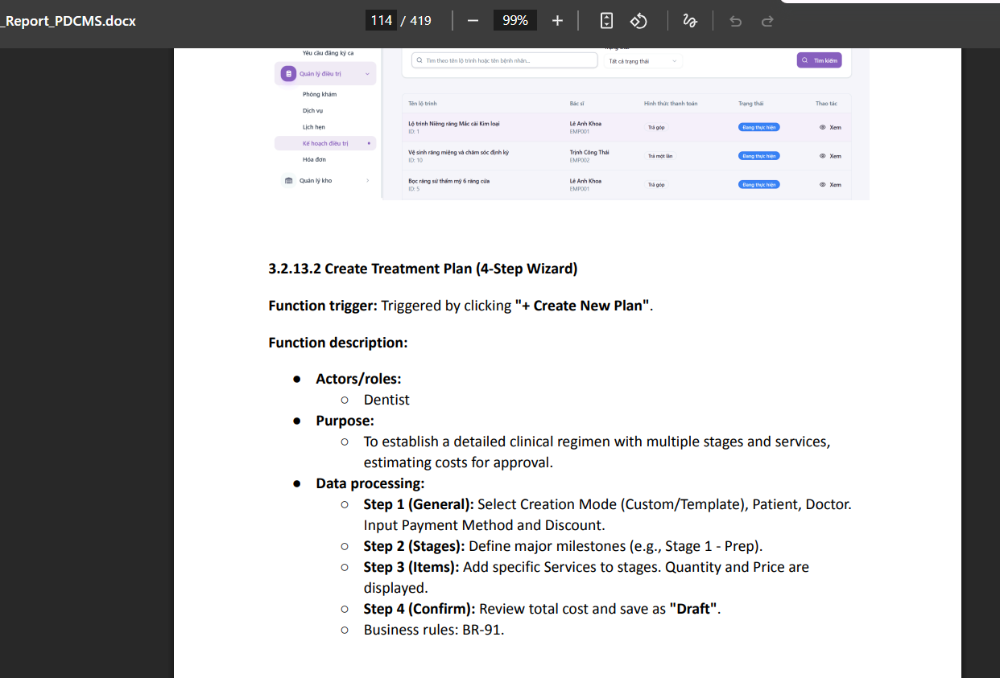 _Report_PDCMS.docx
114 / 419
99%
Yêu cầu đăng ký ca
Quản lý điều trị
Phòng khám
Dịch vụ
Lịch hẹn
Kế hoạch điều trị
Hóa đơn
Quản lý kho
Tìm theo tên lộ trình hoặc tên bệnh nhân...
Tất cả trạng thái
Tìm kiếm
Tên lộ trình Bác sĩ Hình thức thanh toán Trạng thái Thao tác
Lộ trình Niềng răng Mắc cài Kim loại Lê Anh Khoa Trả góp Đang thực hiện Xem
ID: 1 EMP001
Vệ sinh răng miệng và chăm sóc định kỳ Trịnh Công Thái Trả một lần Đang thực hiện Xem
ID: 10 EMP002
Bọc răng sứ thẩm mỹ 6 răng cửa Lê Anh Khoa Trả góp Đang thực hiện Xem
ID: 5 EMP001
3.2.13.2 Create Treatment Plan (4-Step Wizard)
Function trigger: Triggered by clicking "+ Create New Plan".
Function description:
● Actors/roles:
○ Dentist
● Purpose:
○ To establish a detailed clinical regimen with multiple stages and services,
estimating costs for approval.
● Data processing:
○ Step 1 (General): Select Creation Mode (Custom/Template), Patient, Doctor.
Input Payment Method and Discount.
○ Step 2 (Stages): Define major milestones (e.g., Stage 1 - Prep).
○ Step 3 (Items): Add specific Services to stages. Quantity and Price are
displayed.
○ Step 4 (Confirm): Review total cost and save as "Draft".
○ Business rules: BR-91.